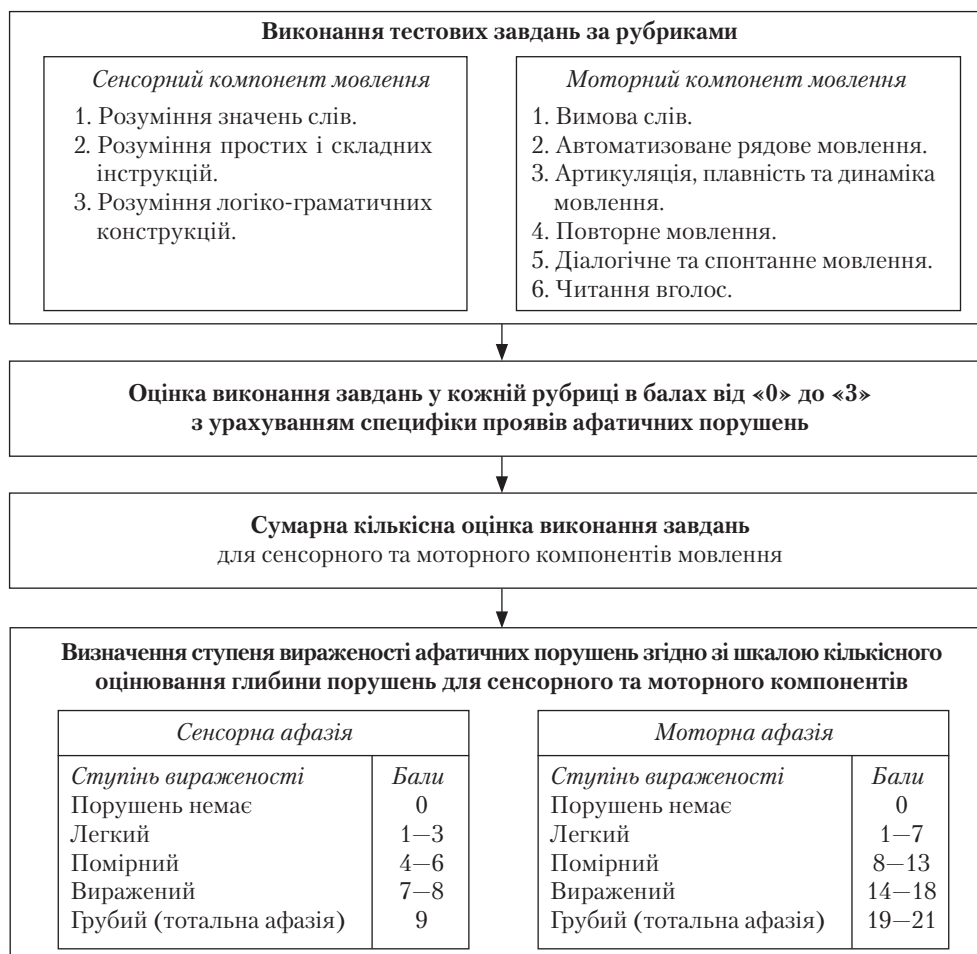 Виконання тестових завдань за рубриками
Сенсорний компонент мовлення
1. Розуміння значень слів.
2. Розуміння простих і складних
інструкцій.
3. Розуміння логіко-граматичних
конструкцій.
Моторний компонент мовлення
1. Вимова слів.
2. Автоматизоване рядове мовлення.
3. Артикуляція, плавність та динаміка
мовлення.
4. Повторне мовлення.
5. Діалогічне та спонтанне мовлення.
6. Читання вголос.
Оцінка виконання завдань у кожній рубриці в балах від «0» до «3»
з урахуванням специфіки проявів афатичних порушень
Сумарна кількісна оцінка виконання завдань
для сенсорного та моторного компонентів мовлення
Визначення ступеня вираженості афатичних порушень згідно зі шкалою кількісного
оцінювання глибини порушень для сенсорного та моторного компонентів
Сенсорна афазія
Ступінь вираженості Бали
Порушень немає 0
Легкий 1–3
Помірний 4–6
Виражений 7–8
Грубий (тотальна афазія) 9
Моторна афазія
Ступінь вираженості Бали
Порушень немає 0
Легкий 1–7
Помірний 8–13
Виражений 14–18
Грубий (тотальна афазія) 19–21